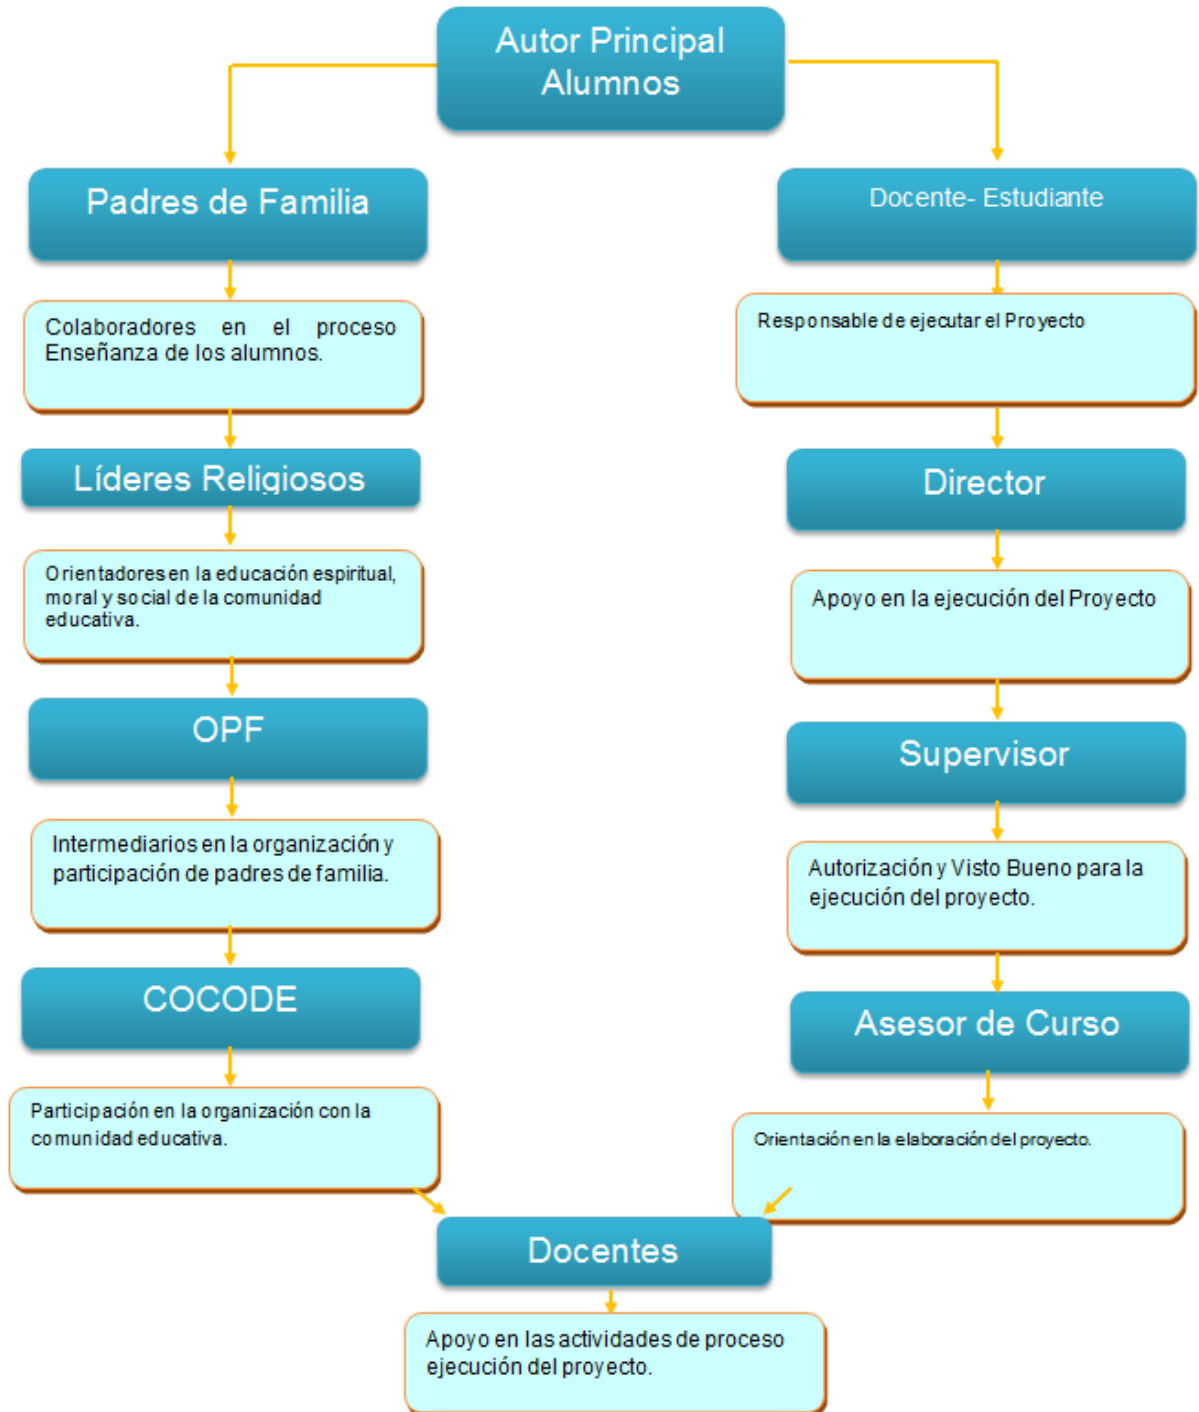 Autor Principal
Alumnos
Padres de Familia
Colaboradores en el proceso
Enseñanza de los alumnos.
Líderes Religiosos
Orientadores en la educación espiritual,
moral y social de la comunidad
educativa.
OPF
Intermediarios en la organización y
participación de padres de familia.
COCODE
Participación en la organización con la
comunidad educativa.
Docente- Estudiante
Responsable de ejecutar el Proyecto
Director
Apoyo en la ejecución del Proyecto
Supervisor
Autorización y Visto Bueno para la
ejecución del proyecto.
Asesor de Curso
Orientación en la elaboración del proyecto.
Docentes
Apoyo en las actividades de proceso
ejecución del proyecto.